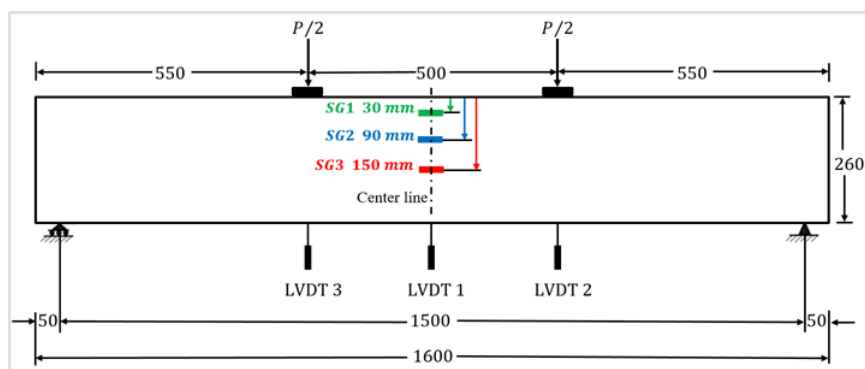 P/2 P/2
550 500 550
SG1 30 mm
SG2 90 mm
SG3 150 mm
260
Center line
LVDT 3 LVDT 1 LVDT 2
50 1500 50
1600